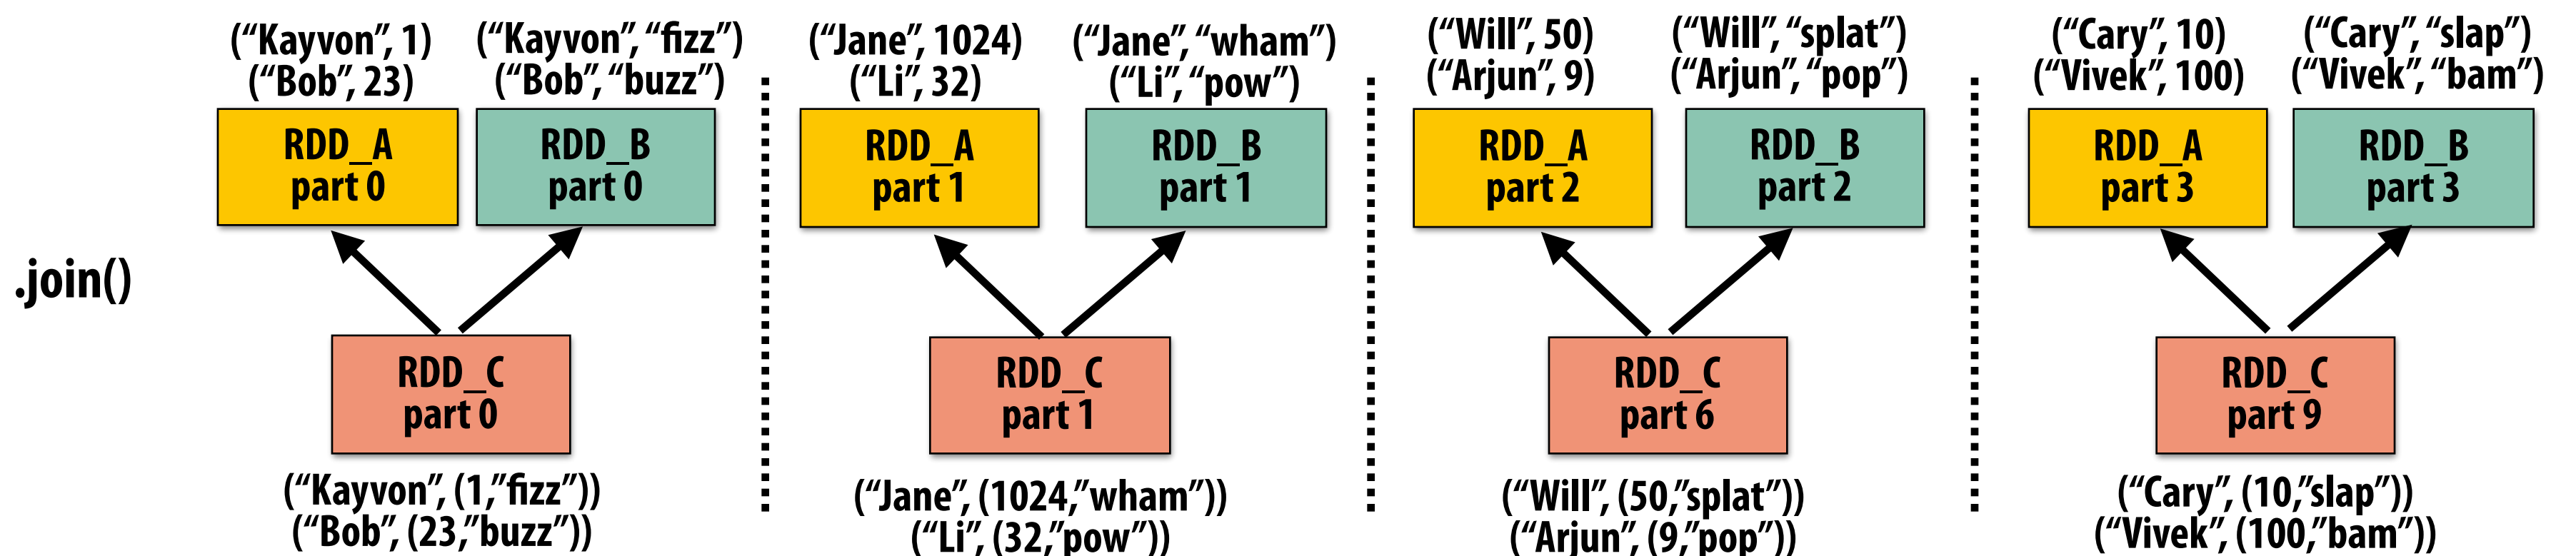 .join()
(“Kayvon”, 1)
(“Bob”, 23)
(“Kayvon”, “fizz”)
(“Bob”, “buzz”)
RDD_A
part 0
RDD_B
part 0
RDD_C
part 0
(“Kayvon”, (1,”fizz”))
(“Bob”, (23,”buzz”))
(“Jane”, 1024)
(“Li”, 32)
(“Jane”, “wham”)
(“Li”, “pow”)
RDD_A
part 1
RDD_B
part 1
RDD_C
part 1
(“Jane”, (1024,”wham”))
(“Li”, (32,”pow”))
(“Will”, 50)
(“Arjun”, 9)
(“Will”, “splat”)
(“Arjun”, “pop”)
RDD_A
part 2
RDD_B
part 2
RDD_C
part 6
(“Will”, (50,”splat”))
(“Arjun”, (9,”pop”))
(“Cary”, 10)
(“Vivek”, 100)
(“Cary”, “slap”)
(“Vivek”, “bam”)
RDD_A
part 3
RDD_B
part 3
RDD_C
part 9
(“Cary”, (10,”slap”))
(“Vivek”, (100,”bam”))